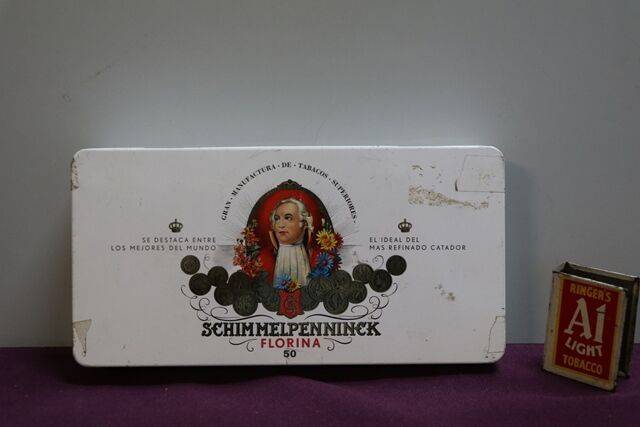 GRAN · MANUFACTURA · DE · TABACOS · SUPERIORES ·
SE DESTACA ENTRE
LOS MEJORES DEL MUNDO
EL IDEAL DEL
MAS REFINADO CATADOR
SCHIMMELPENNINCK
FLORINA
50
RINGER'S
A1
LIGHT
TOBACCO